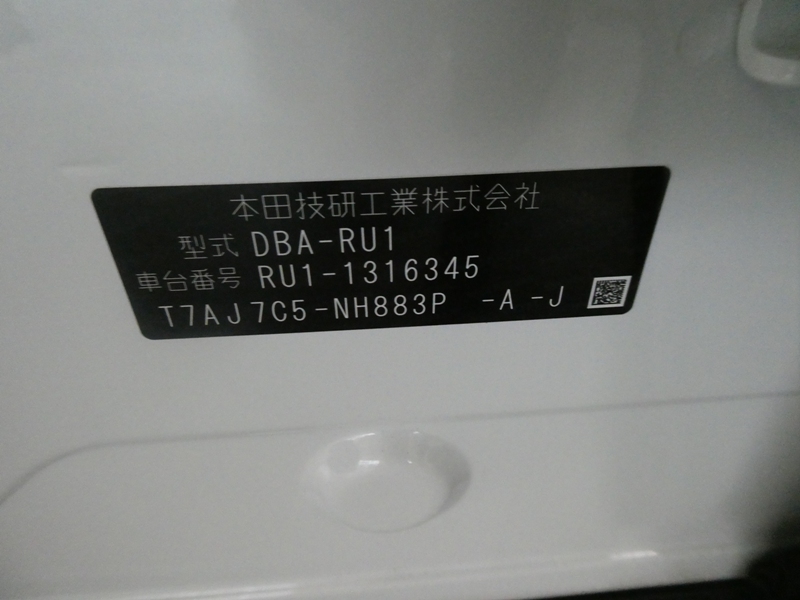 本田技研工業株式会社
型式 DBA-RU1
車台番号 RU1-1316345
T7AJ7C5-NH883P -A -J